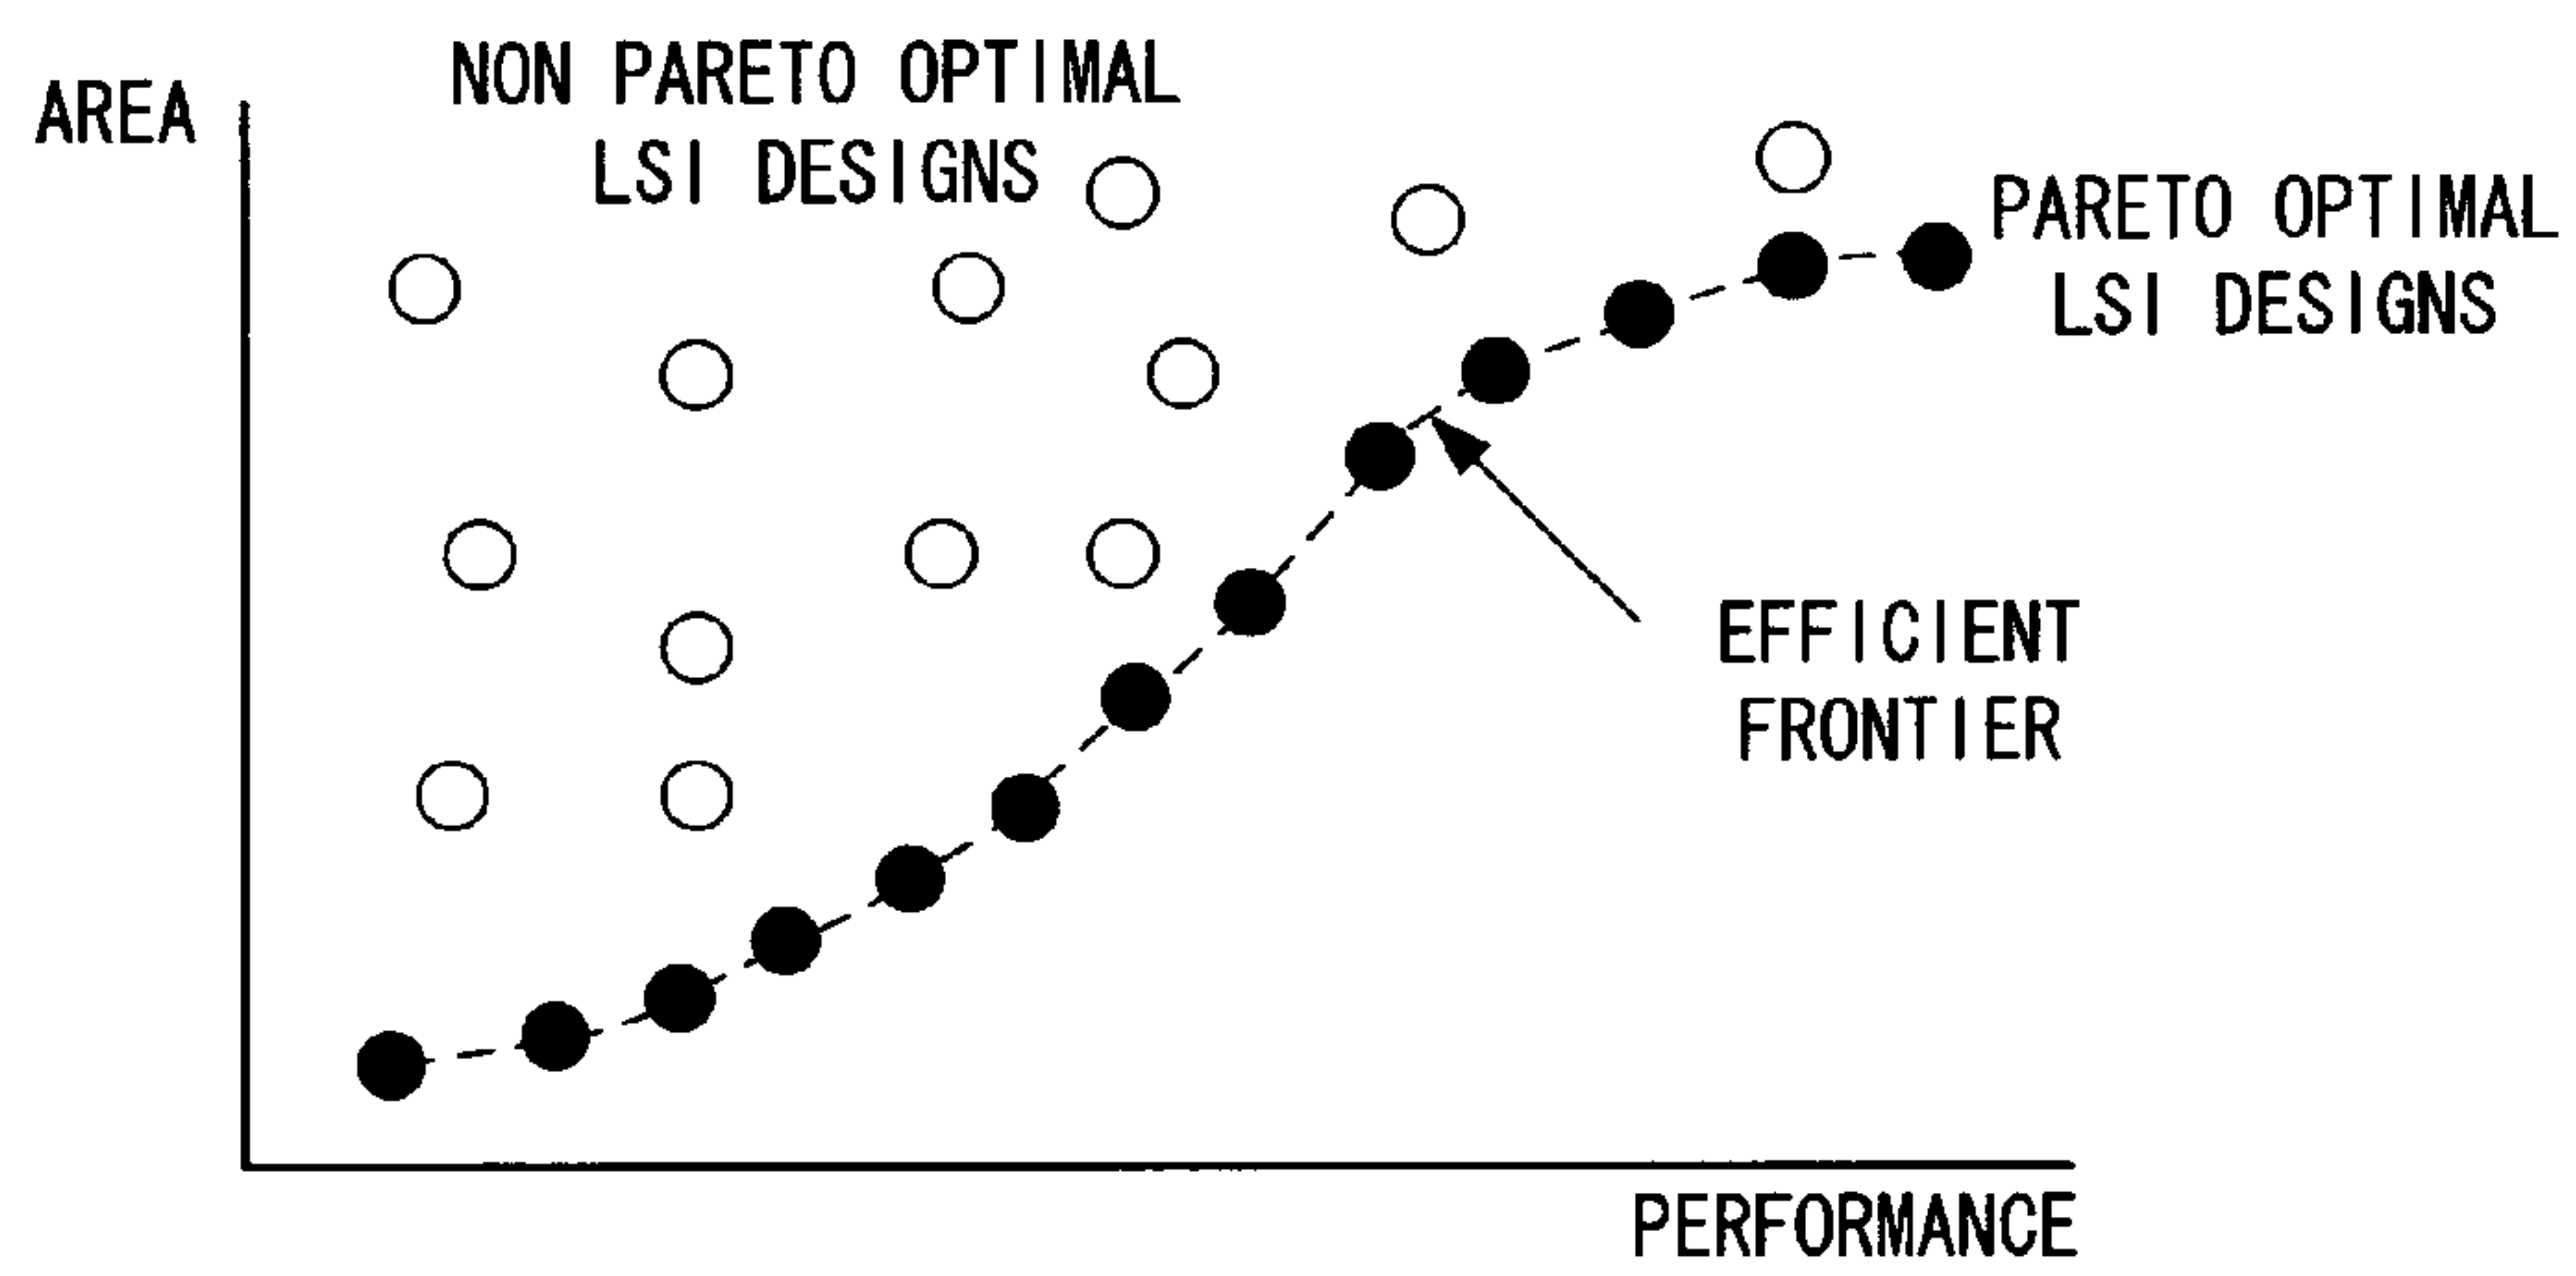 AREA
NON PARETO OPTIMAL
LSI DESIGNS
PARETO OPTIMAL
LSI DESIGNS
EFFICIENT
FRONTIER
PERFORMANCE